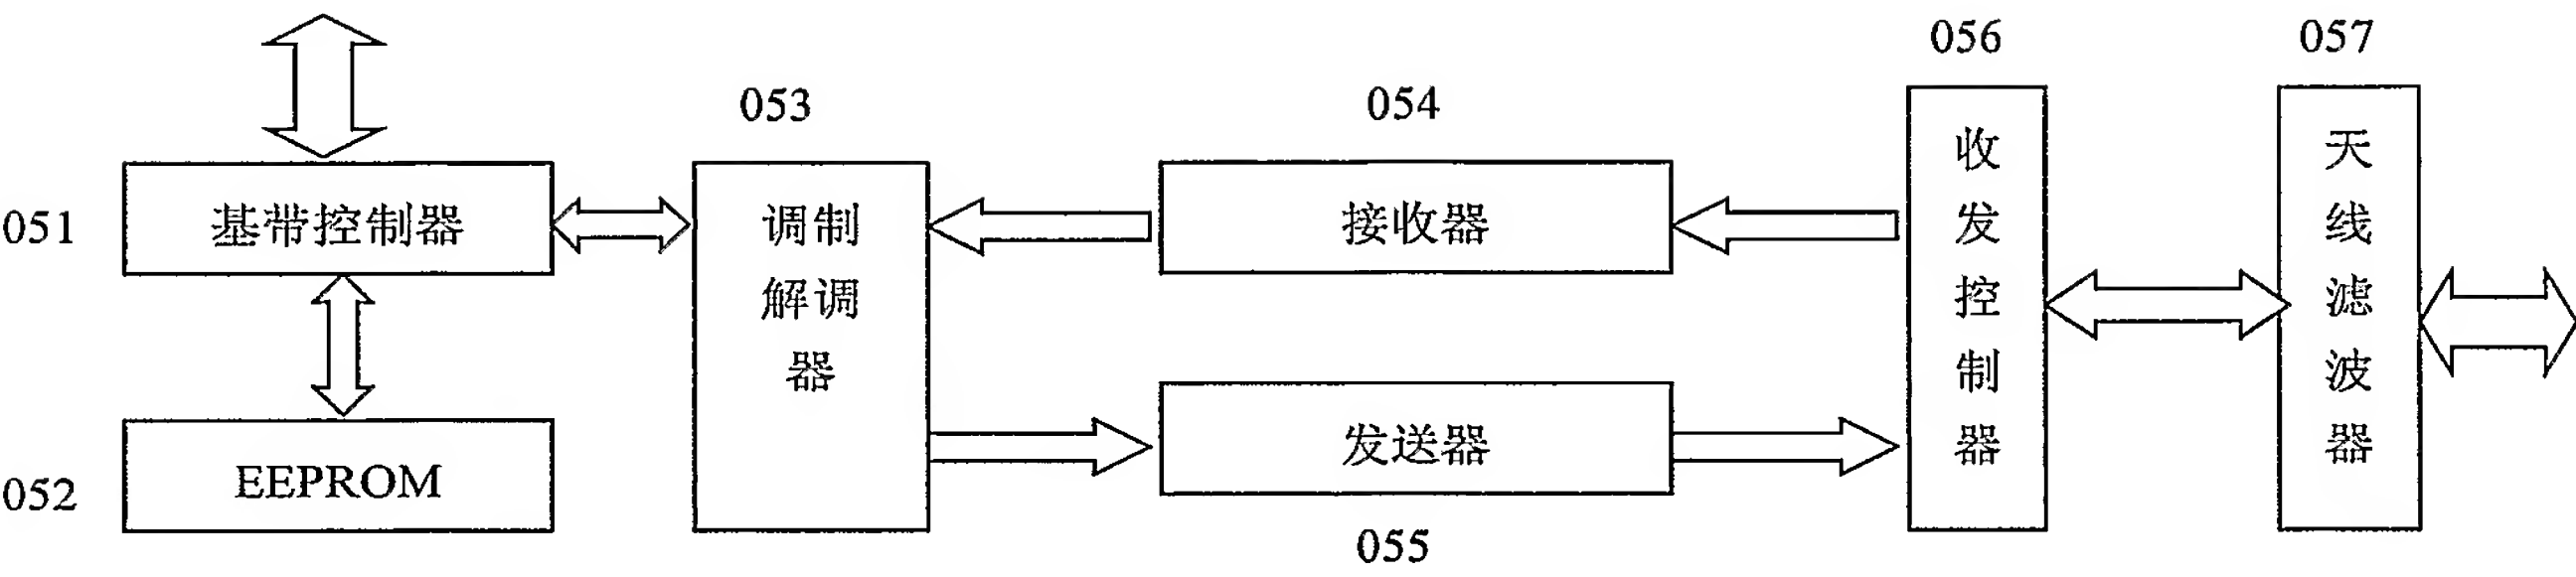 056
057
053
054
051
基带控制器
调制
解调
器
接收器
收
发
控
制
器
天
线
滤
波
器
发送器
052
EEPROM
055